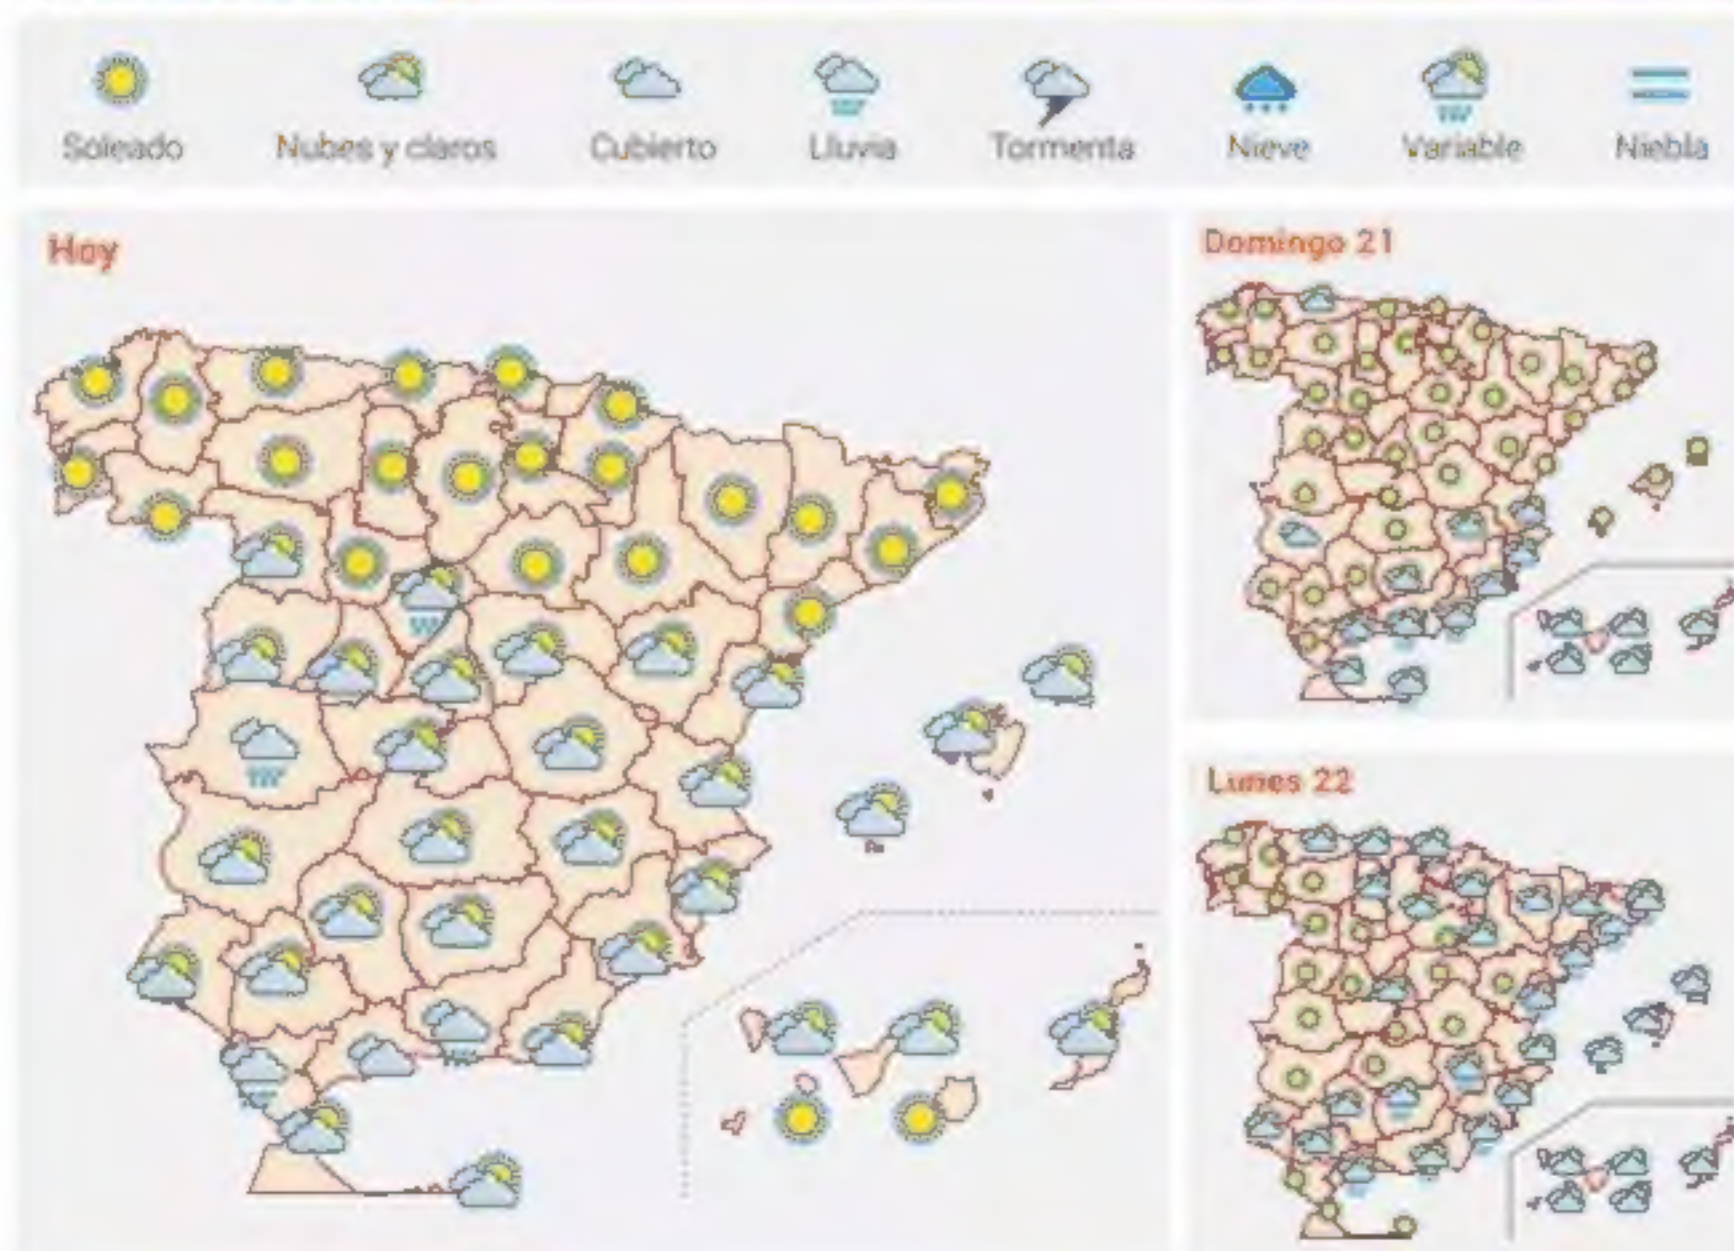 Soleado Nubes y claros Cubierto Lluvia Tormenta Nieve Variable Niebla
Hoy
Domingo 21
Lunes 22